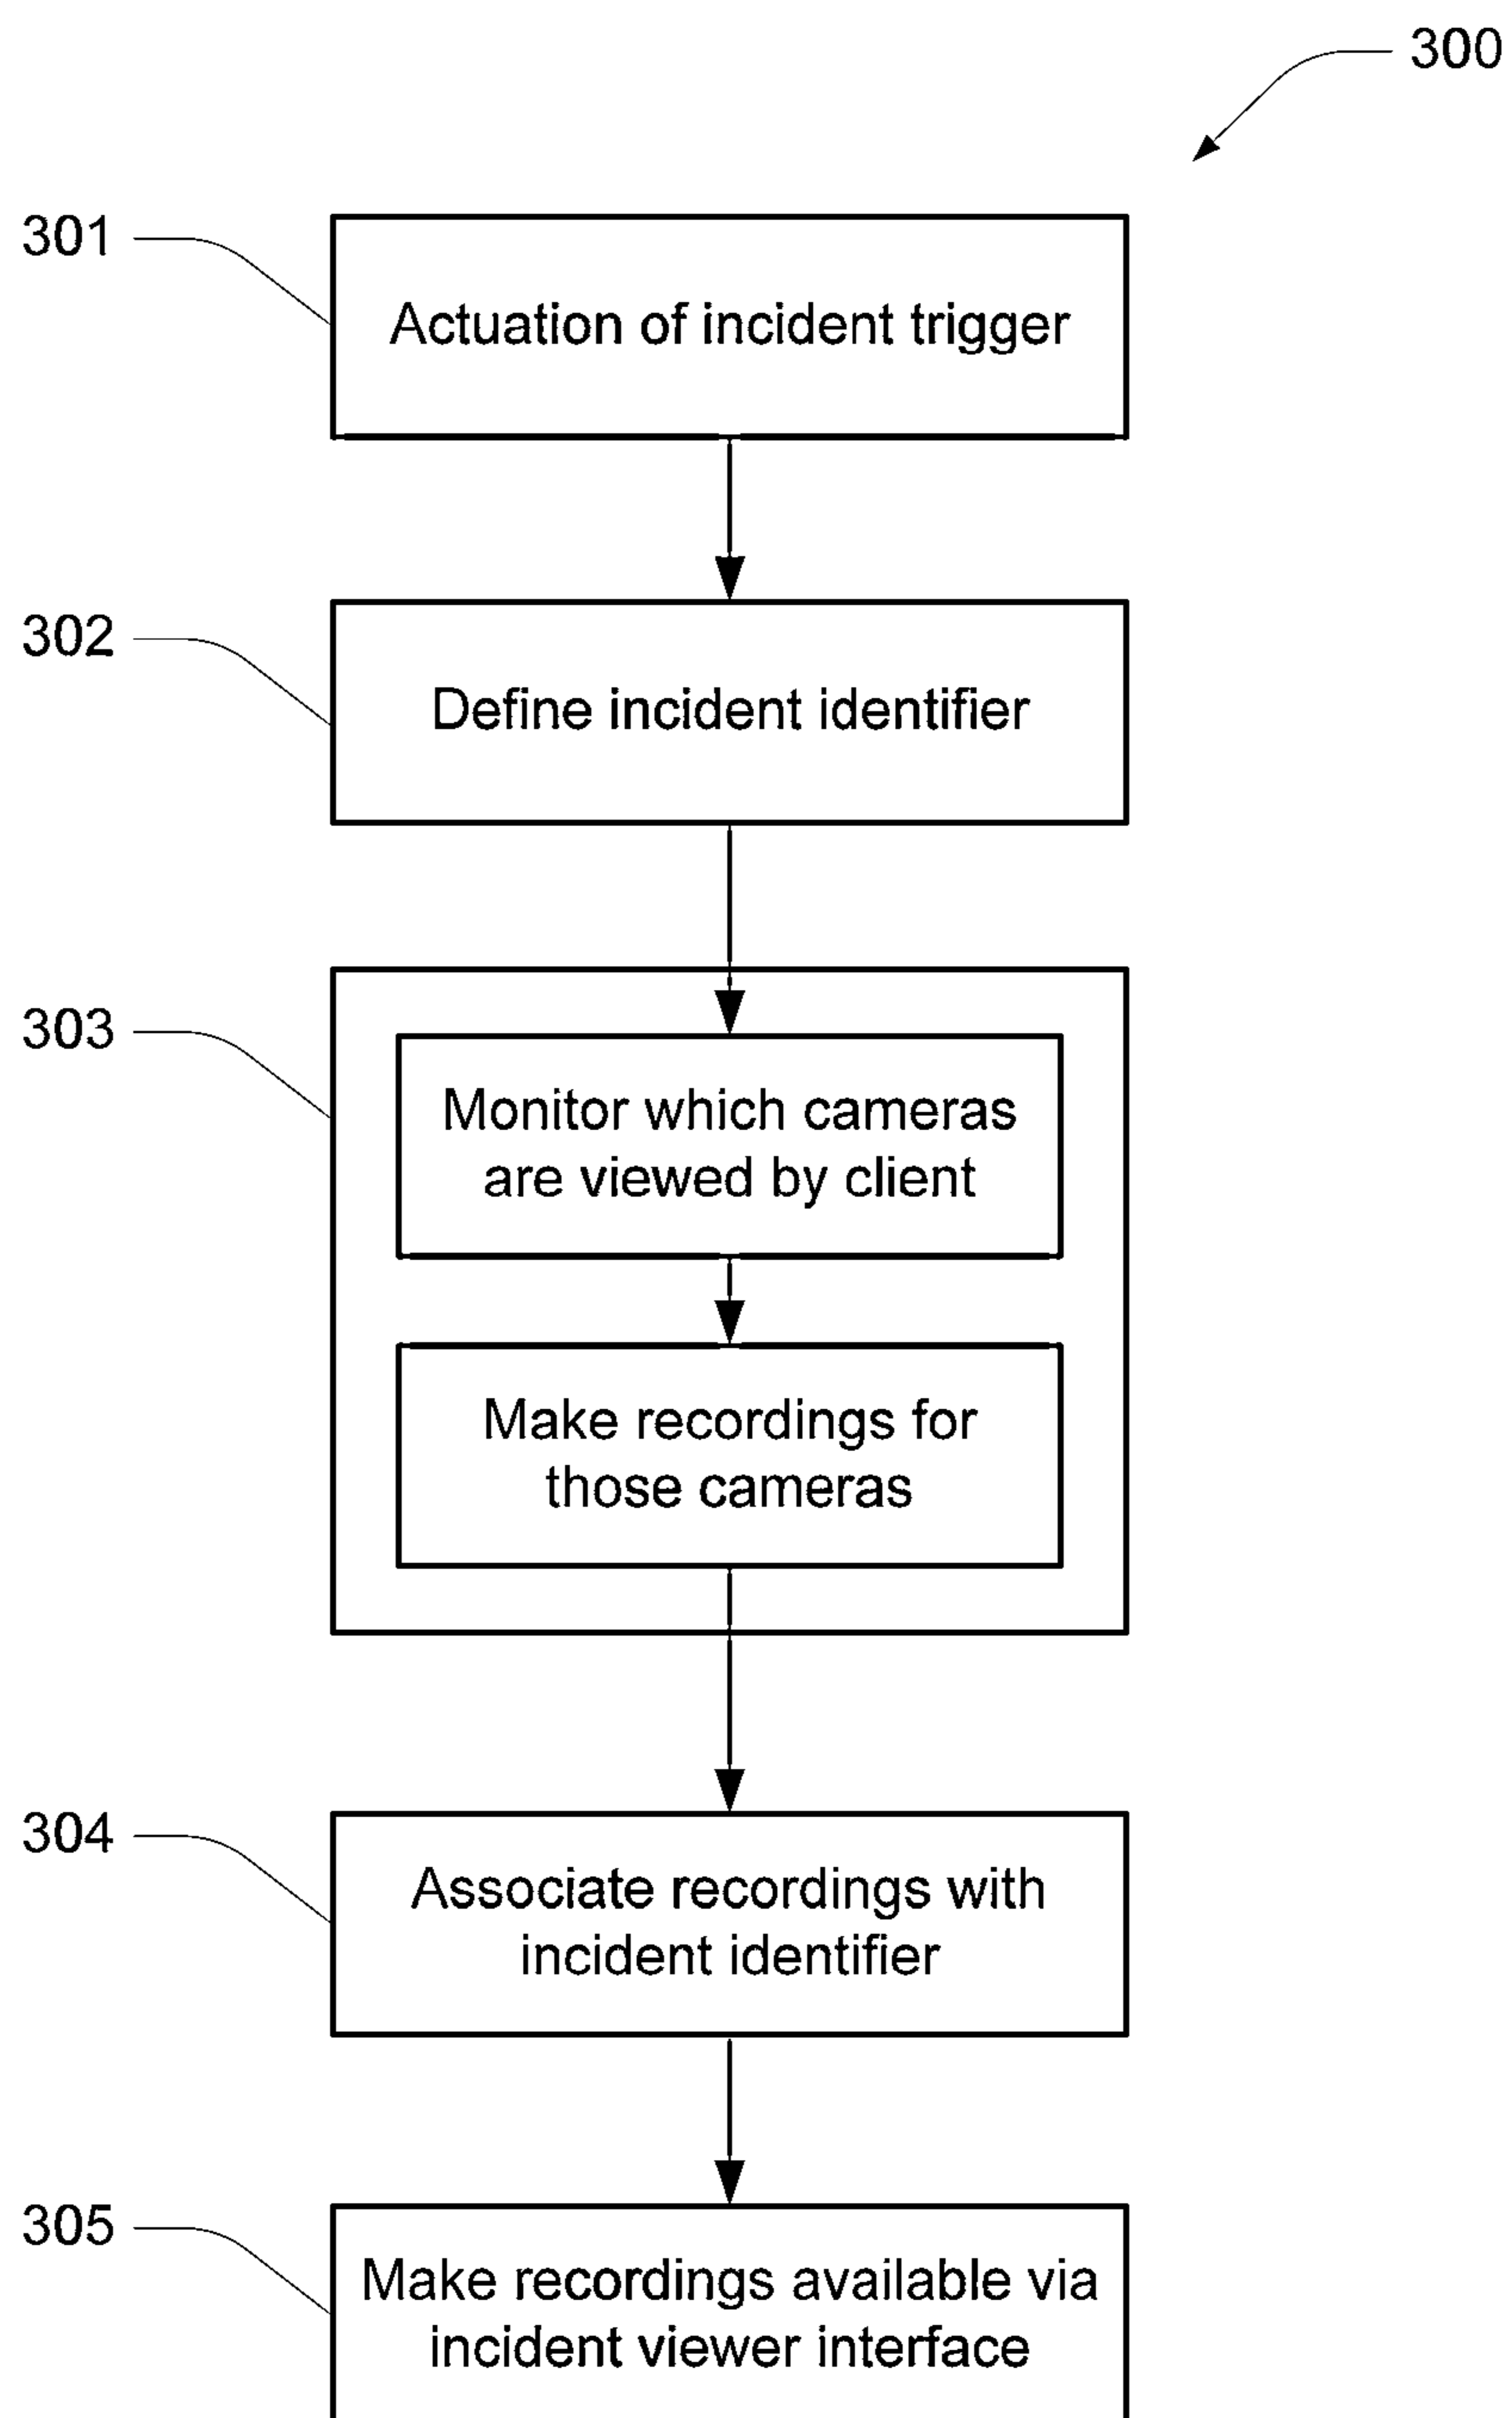 300
301
Actuation of incident trigger
302
Define incident identifier
303
Monitor which cameras
are viewed by client
Make recordings for
those cameras
304
Associate recordings with
incident identifier
305
Make recordings available via
incident viewer interface